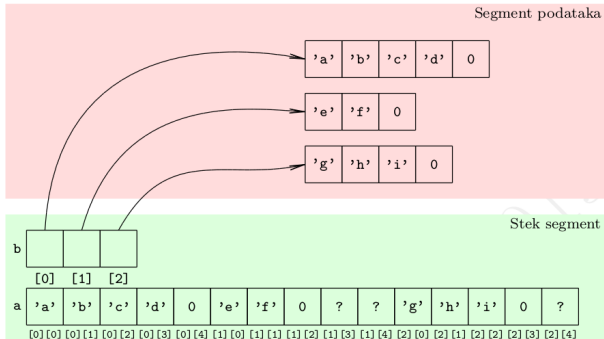 Segment podataka
'a' 'b' 'c' 'd' 0
'e' 'f' 0
'g' 'h' 'i' 0
Stek segment
b
[0] [1] [2]
a 'a' 'b' 'c' 'd' 0 'e' 'f' 0 ? ? 'g' 'h' 'i' 0 ?
[0][0] [0][1] [0][2] [0][3] [0][4] [1][0] [1][1] [1][2] [1][3] [1][4] [2][0] [2][1] [2][2] [2][3] [2][4]